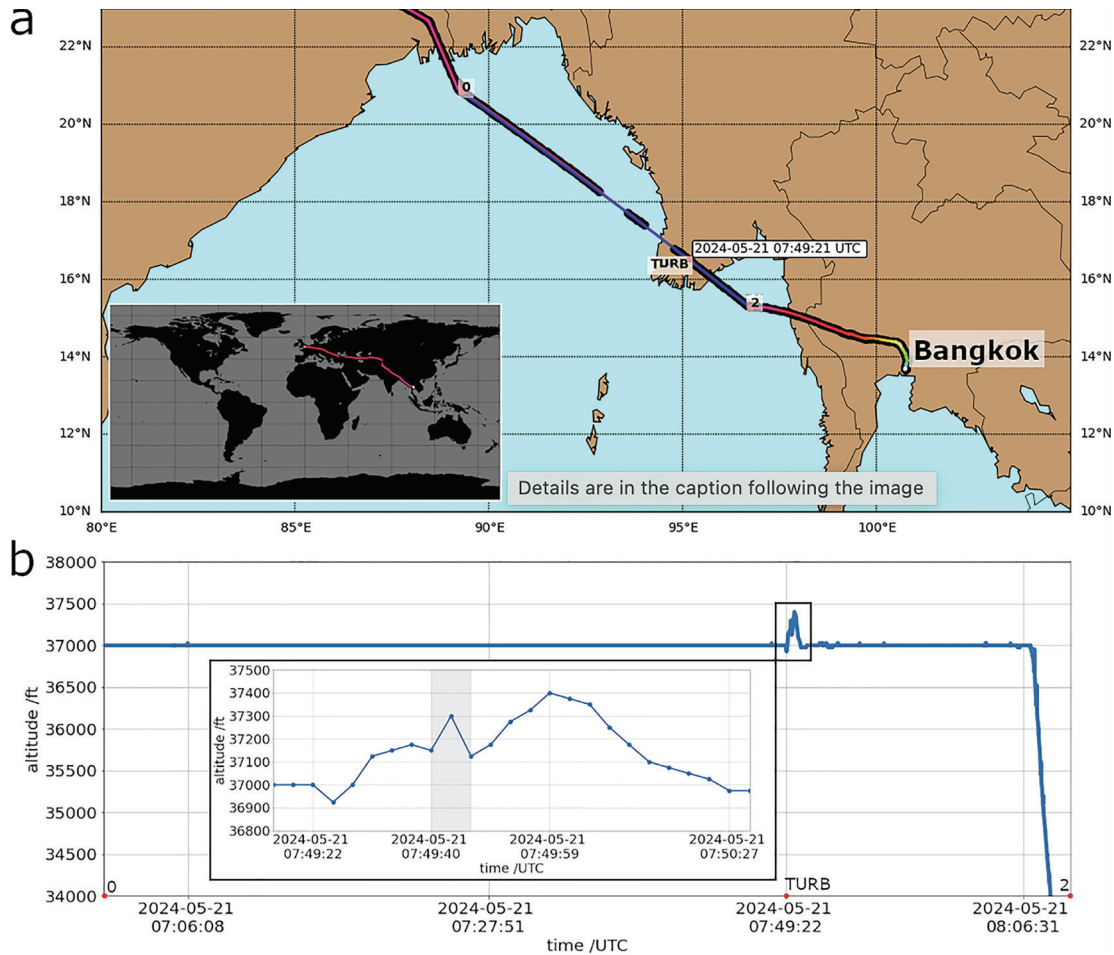 a
22°N
22°N
0
20°N
20°N
18°N
18°N
2024-05-21 07:49:21 UTC
TURB
16°N
16°N
2
Bangkok
14°N
14°N
12°N
12°N
Details are in the caption following the image
10°N
10°N
80°E
85°E
90°E
95°E
100°E
b
38000
37500
37000
36500
36000
35500
35000
34500
34000
altitude /ft
37500
37400
37300
37200
37100
37000
36900
36800
altitude /ft
2024-05-21
07:49:22
2024-05-21
07:49:40
2024-05-21
07:49:59
2024-05-21
07:50:27
time /UTC
0
TURB
2
2024-05-21
07:06:08
2024-05-21
07:27:51
2024-05-21
07:49:22
2024-05-21
08:06:31
time /UTC